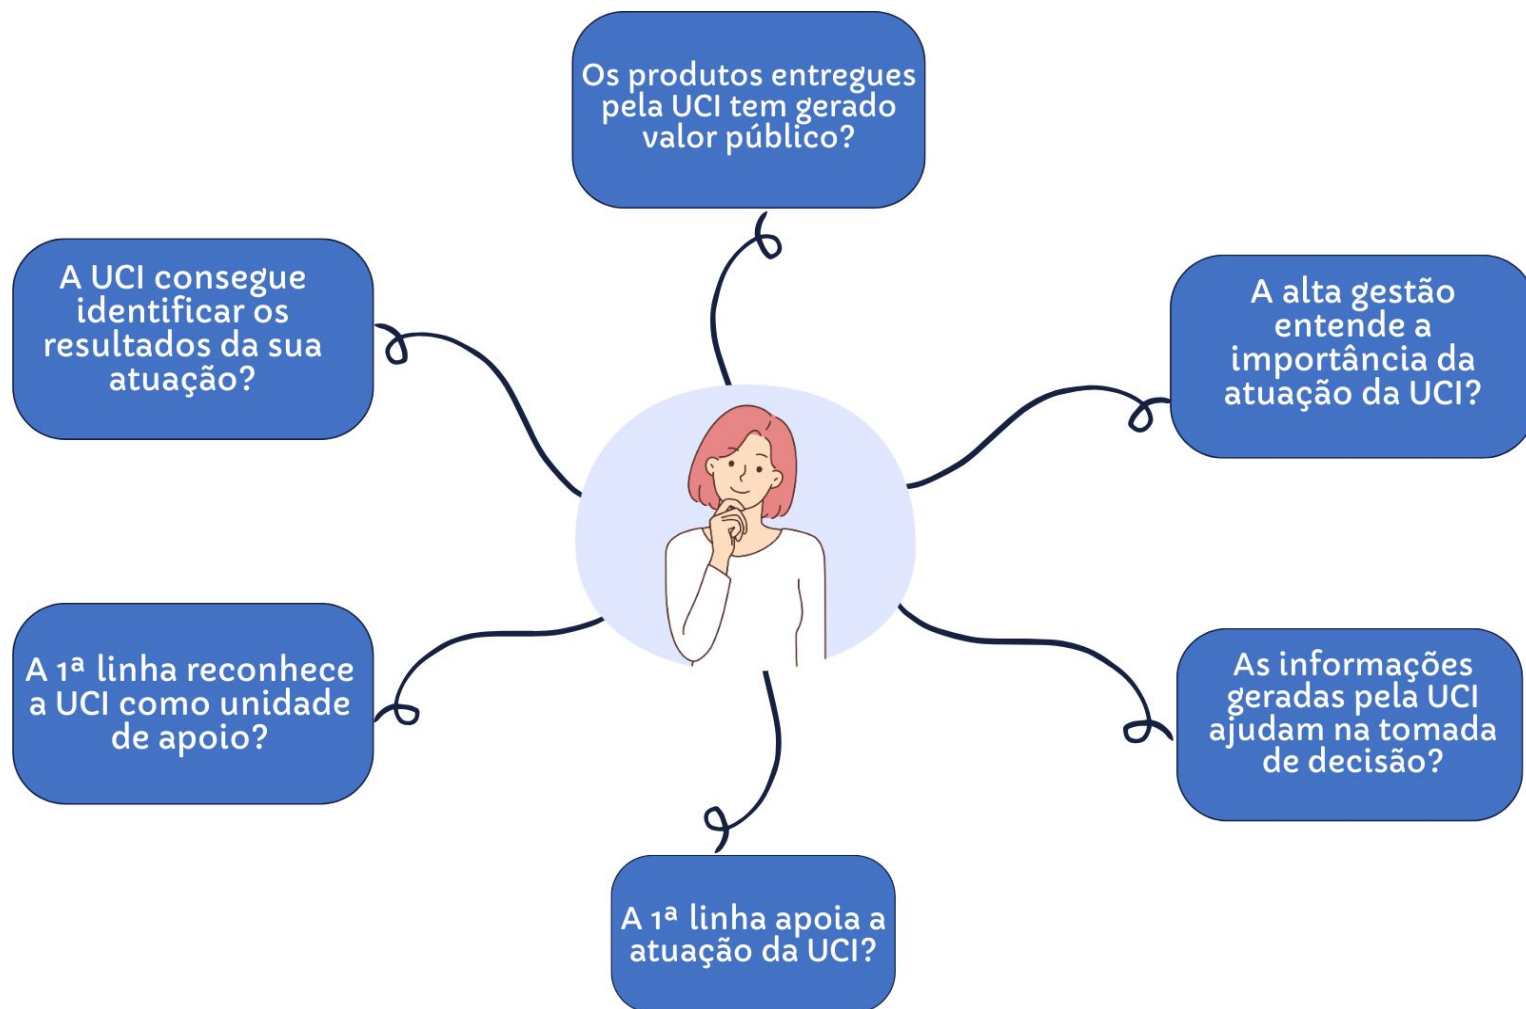 Os produtos entregues
pela UCI tem gerado
valor público?
A UCI consegue
identificar os
resultados da sua
atuação?
A alta gestão
entende a
importância da
atuação da UCI?
A 1ª linha reconhece
a UCI como unidade
de apoio?
As informações
geradas pela UCI
ajudam na tomada
de decisão?
A 1ª linha apoia a
atuação da UCI?